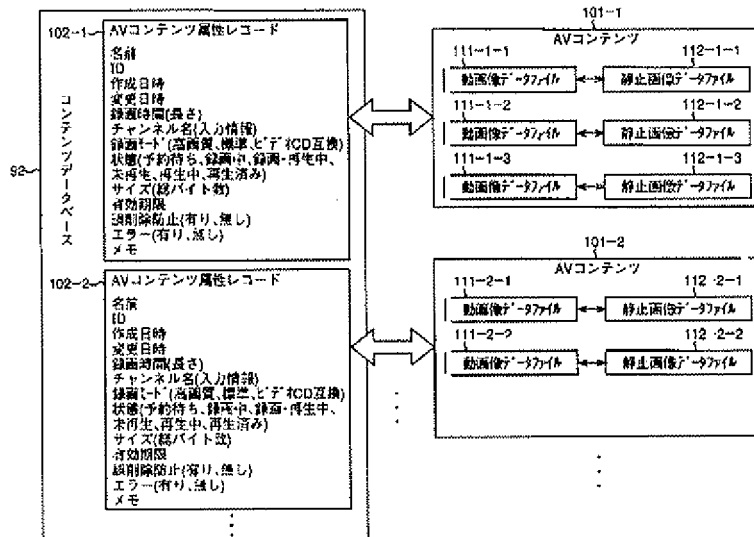 102-1
AVコンテンツ属性レコード
名前
ID
作成日時
変更日時
録画時間(長さ)
チャンネル名(入力情報)
録画モード(高画質、標準、ビデオCD互換)
状態(予約待ち、録画中、録画・再生中、
未再生、再生中、再生済み)
サイズ(総バイト数)
有効期限
誤削除防止(有り、無し)
エラー(有り、無し)
メモ
92
コンテンツデータベース
102-2
AVコンテンツ属性レコード
名前
ID
作成日時
変更日時
録画時間(長さ)
チャンネル名(入力情報)
録画モード(高画質、標準、ビデオCD互換)
状態(予約待ち、録画中、録画・再生中、
未再生、再生中、再生済み)
サイズ(総バイト数)
有効期限
誤削除防止(有り、無し)
エラー(有り、無し)
メモ
101-1
AVコンテンツ
111-1-1
112-1-1
動画像データファイル
静止画像データファイル
111-1-2
112-1-2
動画像データファイル
静止画像データファイル
111-1-3
112-1-3
動画像データファイル
静止画像データファイル
101-2
AVコンテンツ
111-2-1
112-2-1
動画像データファイル
静止画像データファイル
111-2-2
112-2-2
動画像データファイル
静止画像データファイル